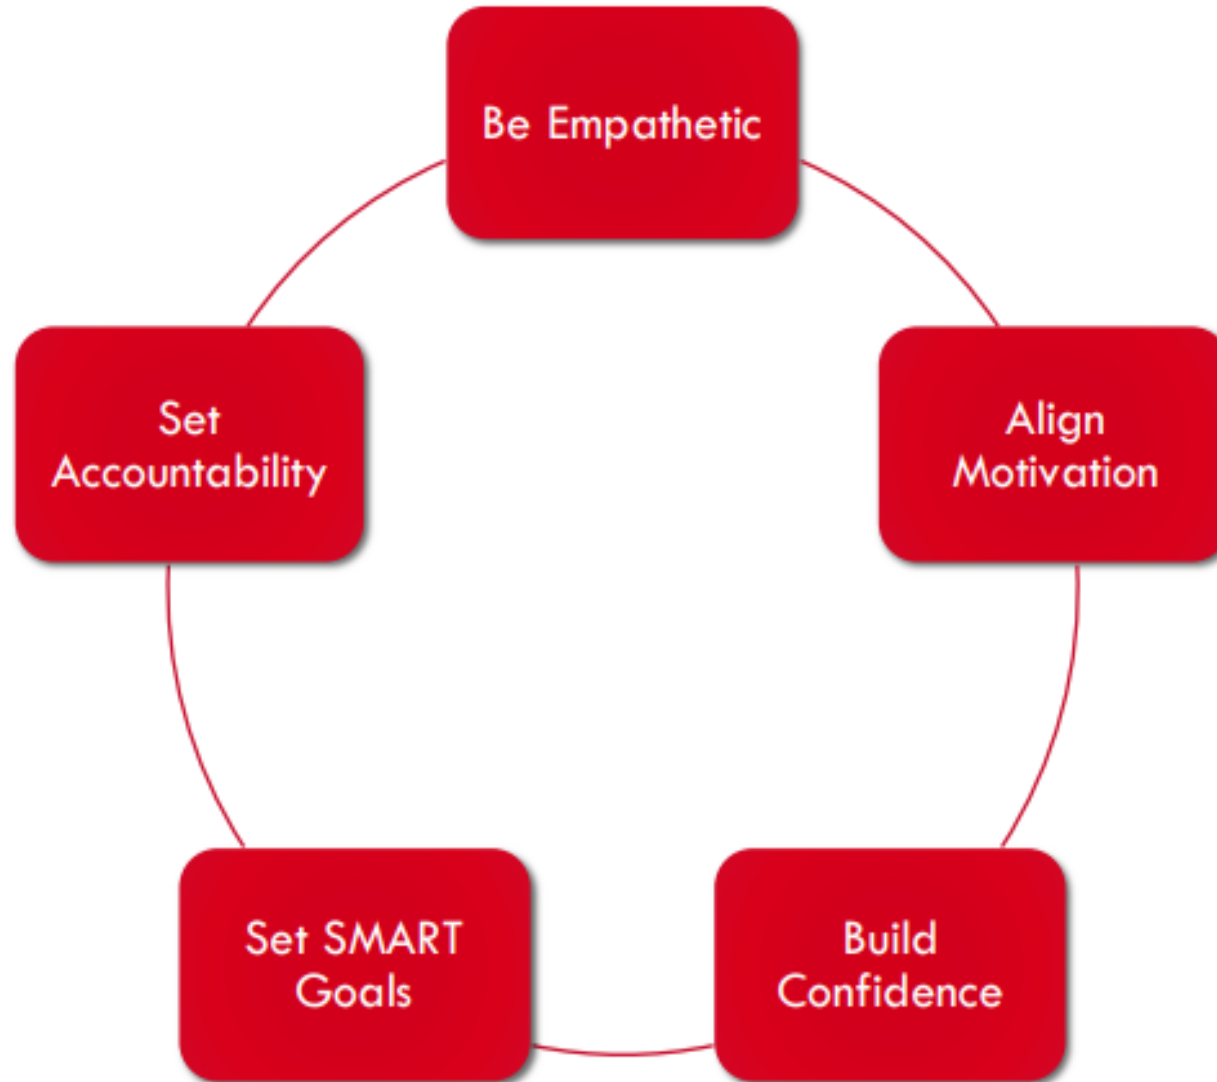 Be Empathetic
Align
Motivation
Build
Confidence
Set SMART
Goals
Set
Accountability